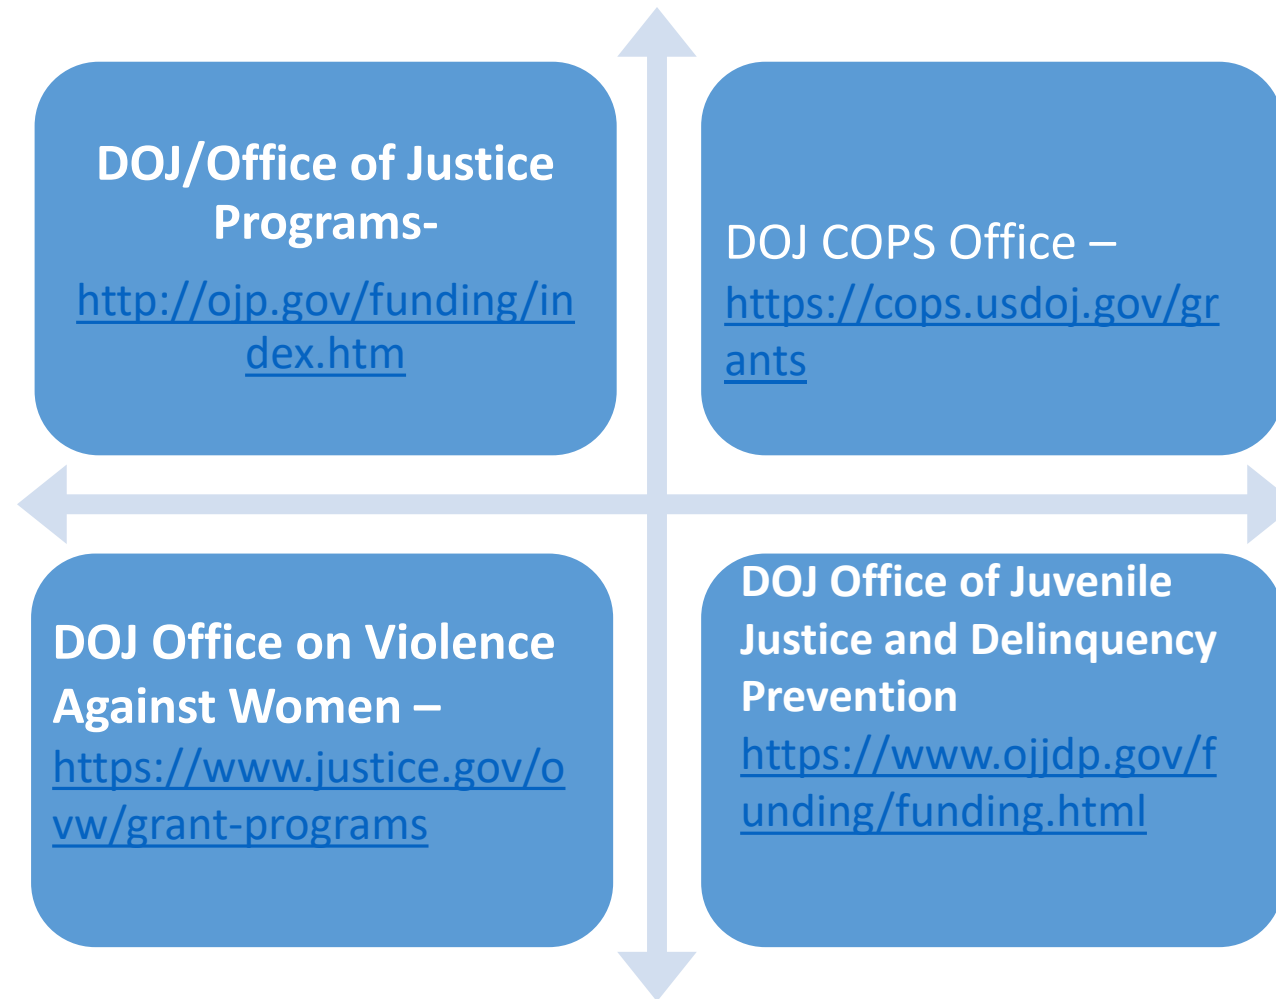 DOJ/Office of Justice
Programs-
http://ojp.gov/funding/in
dex.htm
DOJ COPS Office –
https://cops.usdoj.gov/gr
ants
DOJ Office on Violence
Against Women –
https://www.justice.gov/o
vw/grant-programs
DOJ Office of Juvenile
Justice and Delinquency
Prevention
https://www.ojjdp.gov/f
unding/funding.html